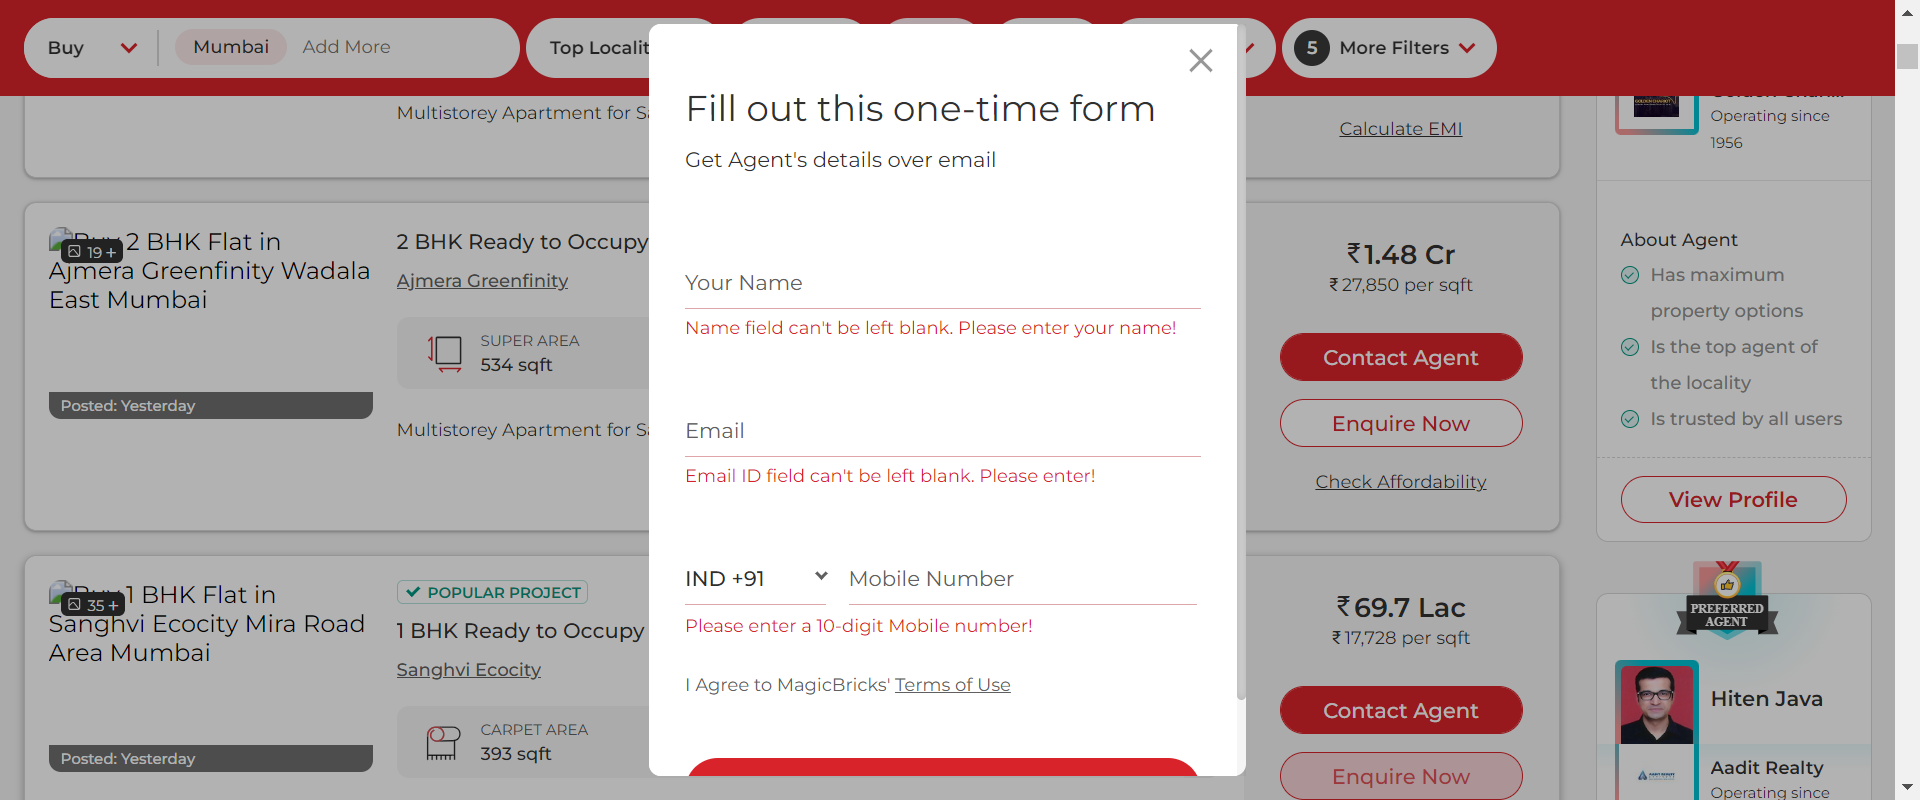 Buy
Mumbai
Add More
Top Localit
5
More Filters
Multistorey Apartment for Sa
Calculate EMI
Operating since
1956
Buy 2 BHK Flat in
Ajmera Greenfinity Wadala
East Mumbai
19+
Posted: Yesterday
2 BHK Ready to Occupy
Ajmera Greenfinity
SUPER AREA
534 sqft
Multistorey Apartment for Sa
₹1.48 Cr
₹27,850 per sqft
Contact Agent
Enquire Now
Check Affordability
Buy 1 BHK Flat in
Sanghvi Ecocity Mira Road
Area Mumbai
35+
Posted: Yesterday
POPULAR PROJECT
1 BHK Ready to Occupy
Sanghvi Ecocity
CARPET AREA
393 sqft
₹69.7 Lac
₹17,728 per sqft
Contact Agent
Enquire Now
Fill out this one-time form
Get Agent's details over email
Your Name
Name field can't be left blank. Please enter your name!
Email
Email ID field can't be left blank. Please enter!
IND +91
Mobile Number
Please enter a 10-digit Mobile number!
I Agree to MagicBricks' Terms of Use
About Agent
Has maximum
property options
Is the top agent of
the locality
Is trusted by all users
View Profile
PREFERRED
AGENT
Hiten Java
Aadit Realty
Operating since